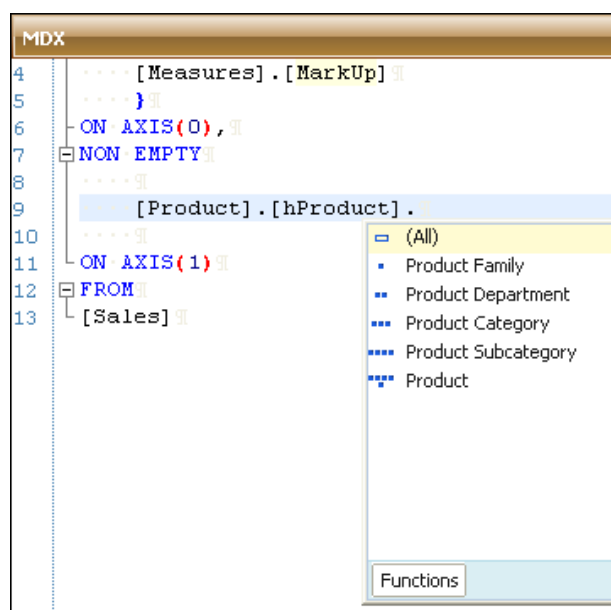 MDX
4 [Measures].[MarkUp]
5 }
6 ON AXIS(0),
7 NON EMPTY
8
9 [Product].[hProduct].
10
11 ON AXIS(1)
12 FROM
13 [Sales]
(All)
Product Family
Product Department
Product Category
Product Subcategory
Product
Functions